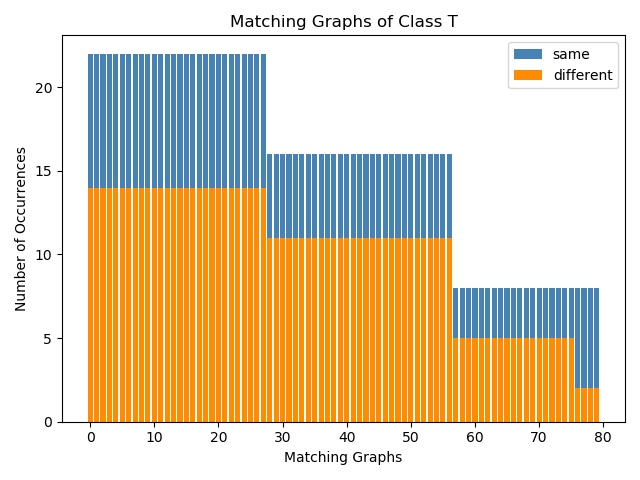 Matching Graphs of Class T
same
different
Number of Occurrences
20
15
10
5
0
0 10 20 30 40 50 60 70 80
Matching Graphs